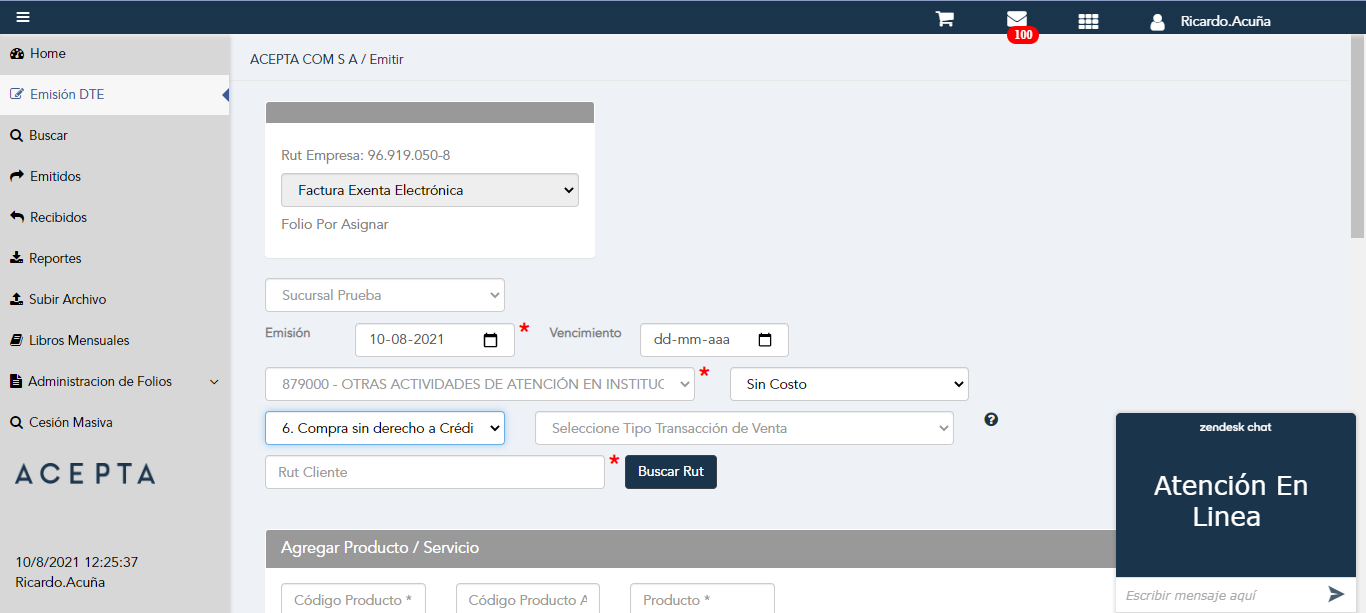 Ricardo.Acuña
100
Home
Emisión DTE
Buscar
Emitidos
Recibidos
Reportes
Subir Archivo
Libros Mensuales
Administracion de Folios
Cesión Masiva
ACEPTA
10/8/2021 12:25:37
Ricardo.Acuña
ACEPTA COM S A / Emitir
Rut Empresa: 96.919.050-8
Factura Exenta Electrónica
Folio Por Asignar
Sucursal Prueba
Emisión 10-08-2021 * Vencimiento dd-mm-aaa
879000 - OTRAS ACTIVIDADES DE ATENCIÓN EN INSTITUC * Sin Costo
6. Compra sin derecho a Crédi Seleccione Tipo Transacción de Venta ?
Rut Cliente * Buscar Rut
Agregar Producto / Servicio
Código Producto * Código Producto A Producto *
zendesk chat
Atención En
Linea
Escribir mensaje aquí